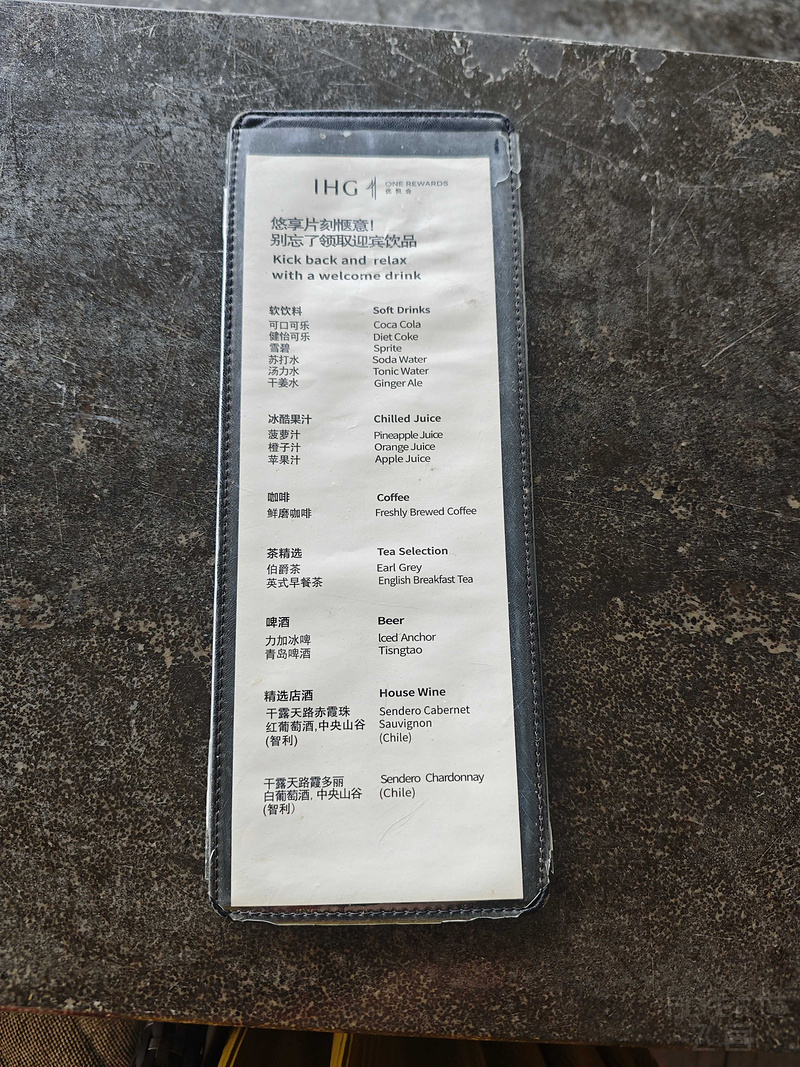 IHG ONE REWARDS
优悦会
悠享片刻惬意!
别忘了领取迎宾饮品
Kick back and relax
with a welcome drink
软饮料 Soft Drinks
可口可乐 Coca Cola
健怡可乐 Diet Coke
雪碧 Sprite
苏打水 Soda Water
汤力水 Tonic Water
干姜水 Ginger Ale
冰酷果汁 Chilled Juice
菠萝汁 Pineapple Juice
橙子汁 Orange Juice
苹果汁 Apple Juice
咖啡 Coffee
鲜磨咖啡 Freshly Brewed Coffee
茶精选 Tea Selection
伯爵茶 Earl Grey
英式早餐茶 English Breakfast Tea
啤酒 Beer
力加冰啤 lced Anchor
青岛啤酒 Tisngtao
精选店酒 House Wine
干露天路赤霞珠 Sendero Cabernet
红葡萄酒,中央山谷 Sauvignon
(智利) (Chile)
干露天路霞多丽 Sendero Chardonnay
白葡萄酒, 中央山谷 (Chile)
(智利)